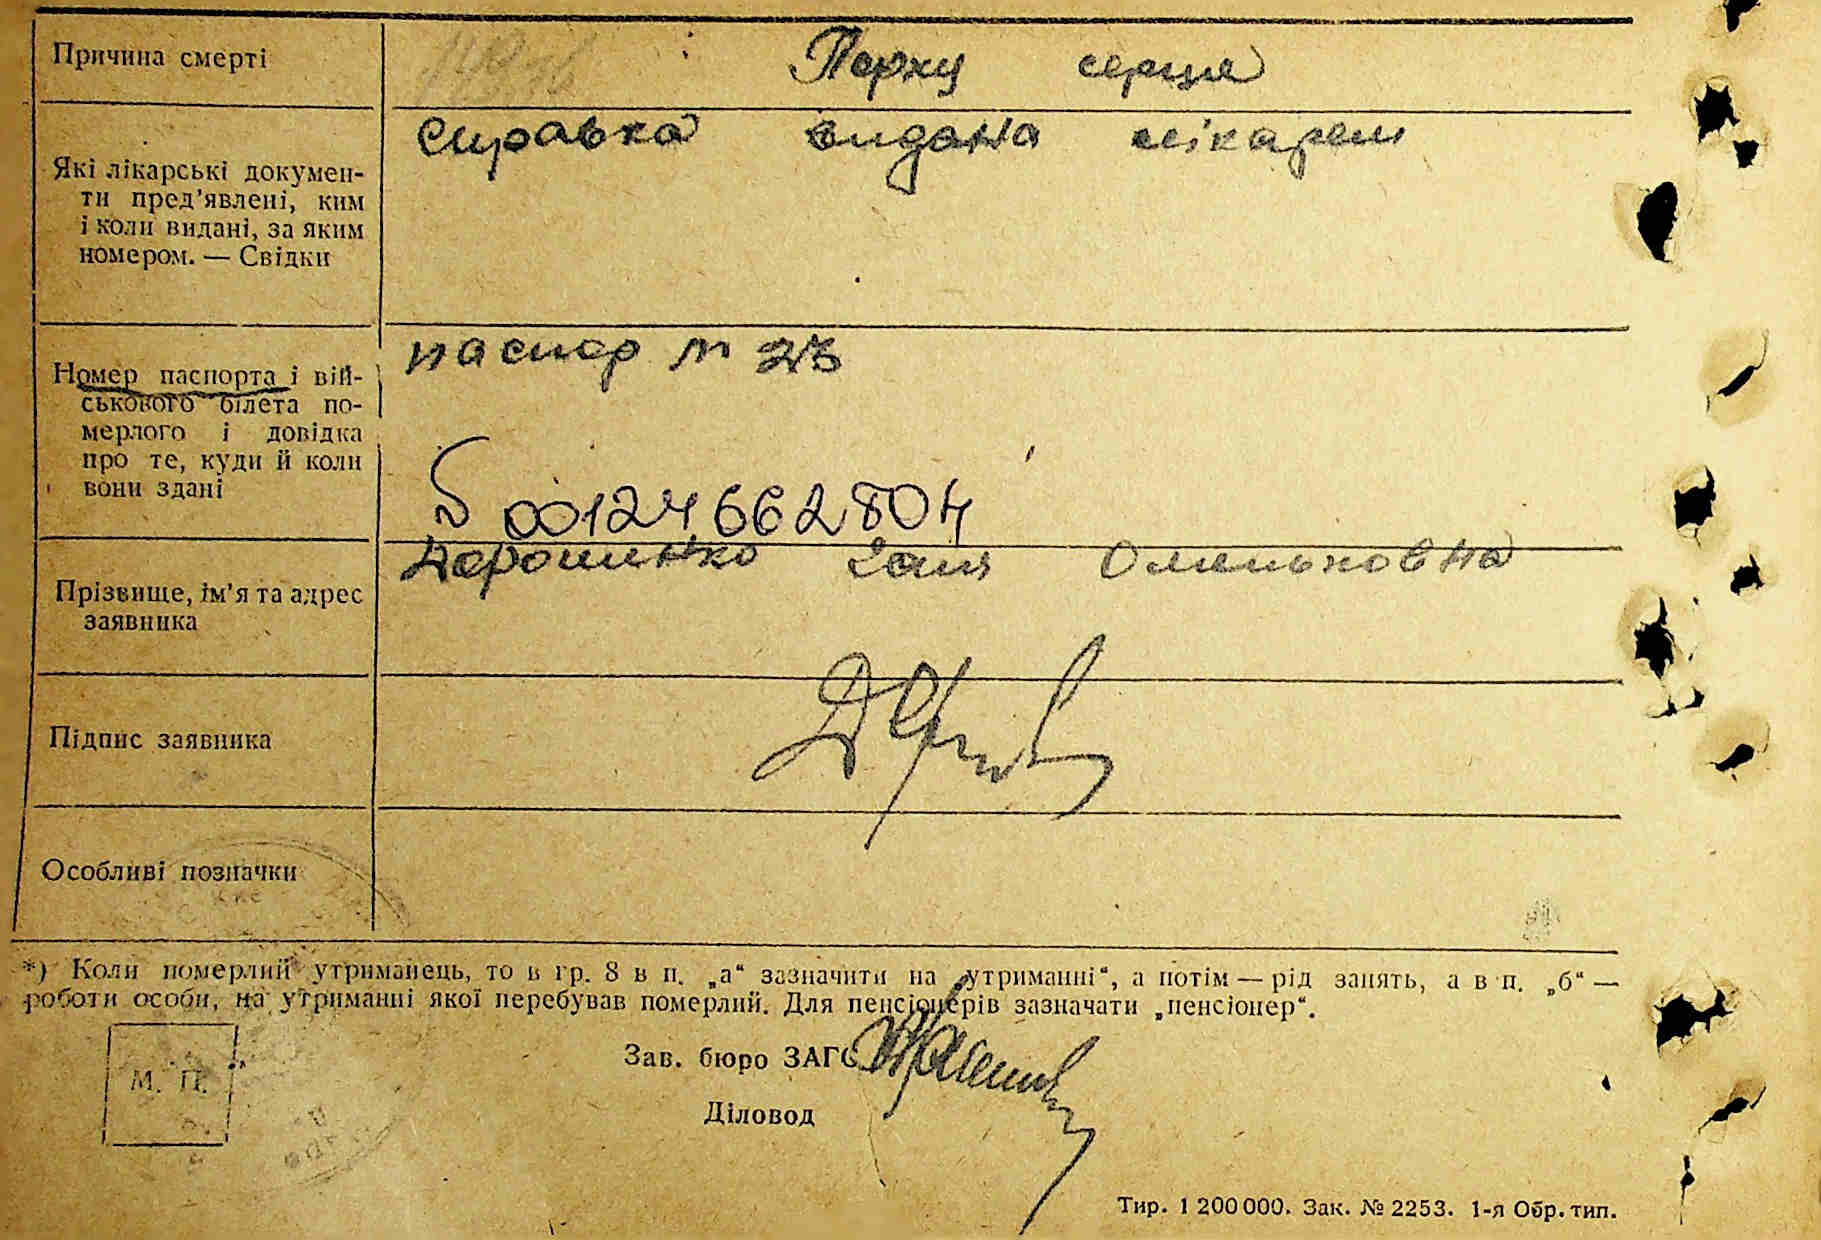 Причина смерті
серця
справка видана лікарем
Які лікарські докумен-
ти пред’явлені, ким
і коли видані, за яким
номером. — Свідки
паспор №
Номер паспорта і вій-
ськового білета по-
мерлого і довідка
про те, куди й коли
вони здані
00124662804
Омельковна
Прізвище, ім’я та адрес
заявника
Підпис заявника
Особливі позначки
*) Коли померлий утриманець, то в гр. 8 в п. „а“ зазначити на „утриманні“, а потім — рід занять, а в п. „б“ —
роботи особи, на утриманні якої перебував померлий. Для пенсіонерів зазначати „пенсіонер“.
Зав. бюро ЗАГС
М. П.
Діловод
Тир. 1 200 000. Зак. № 2253. 1-я Обр. тип.